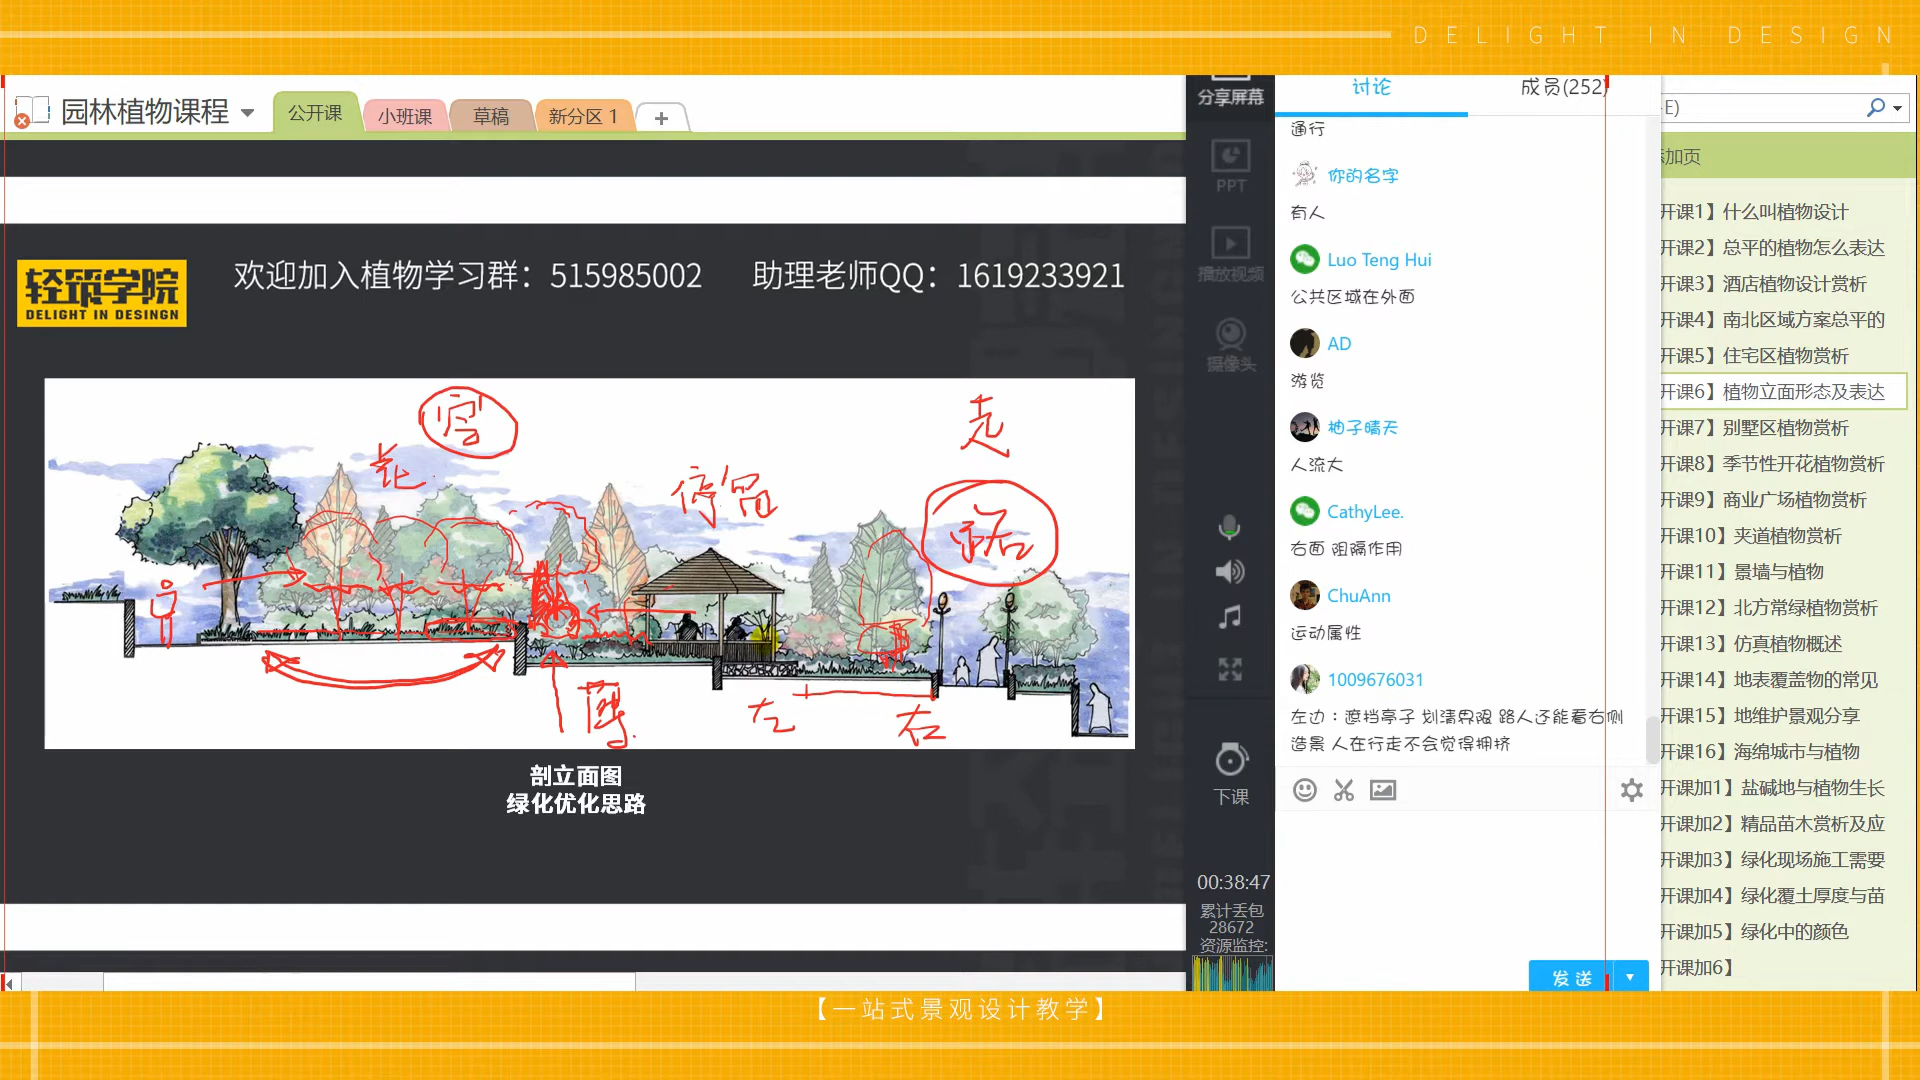 DELIGHT IN DESIGN
园林植物课程
公开课
小班课
草稿
新分区 1
轻筑学院
DELIGHT IN DESINGN
欢迎加入植物学习群：515985002
助理老师QQ：1619233921
花
停留
走
薄
左
右
剖立面图
绿化优化思路
分享屏幕
PPT
播放视频
摄像头
下课
00:38:47
累计丢包
28672
资源监控:
讨论
成员(252)
通行
你的名字
有人
Luo Teng Hui
公共区域在外面
AD
游览
柚子晴天
人流大
CathyLee.
右面 阻隔作用
ChuAnn
运动属性
1009676031
左边：遮挡亭子 划清界限 路人还能看右侧
造景 人在行走不会觉得拥挤
发送
E)
加页
开课1】什么叫植物设计
开课2】总平的植物怎么表达
开课3】酒店植物设计赏析
开课4】南北区域方案总平的
开课5】住宅区植物赏析
开课6】植物立面形态及表达
开课7】别墅区植物赏析
开课8】季节性开花植物赏析
开课9】商业广场植物赏析
开课10】夹道植物赏析
开课11】景墙与植物
开课12】北方常绿植物赏析
开课13】仿真植物概述
开课14】地表覆盖物的常见
开课15】地维护景观分享
开课16】海绵城市与植物
开课加1】盐碱地与植物生长
开课加2】精品苗木赏析及应
开课加3】绿化现场施工需要
开课加4】绿化覆土厚度与苗
开课加5】绿化中的颜色
开课加6】
【一站式景观设计教学】